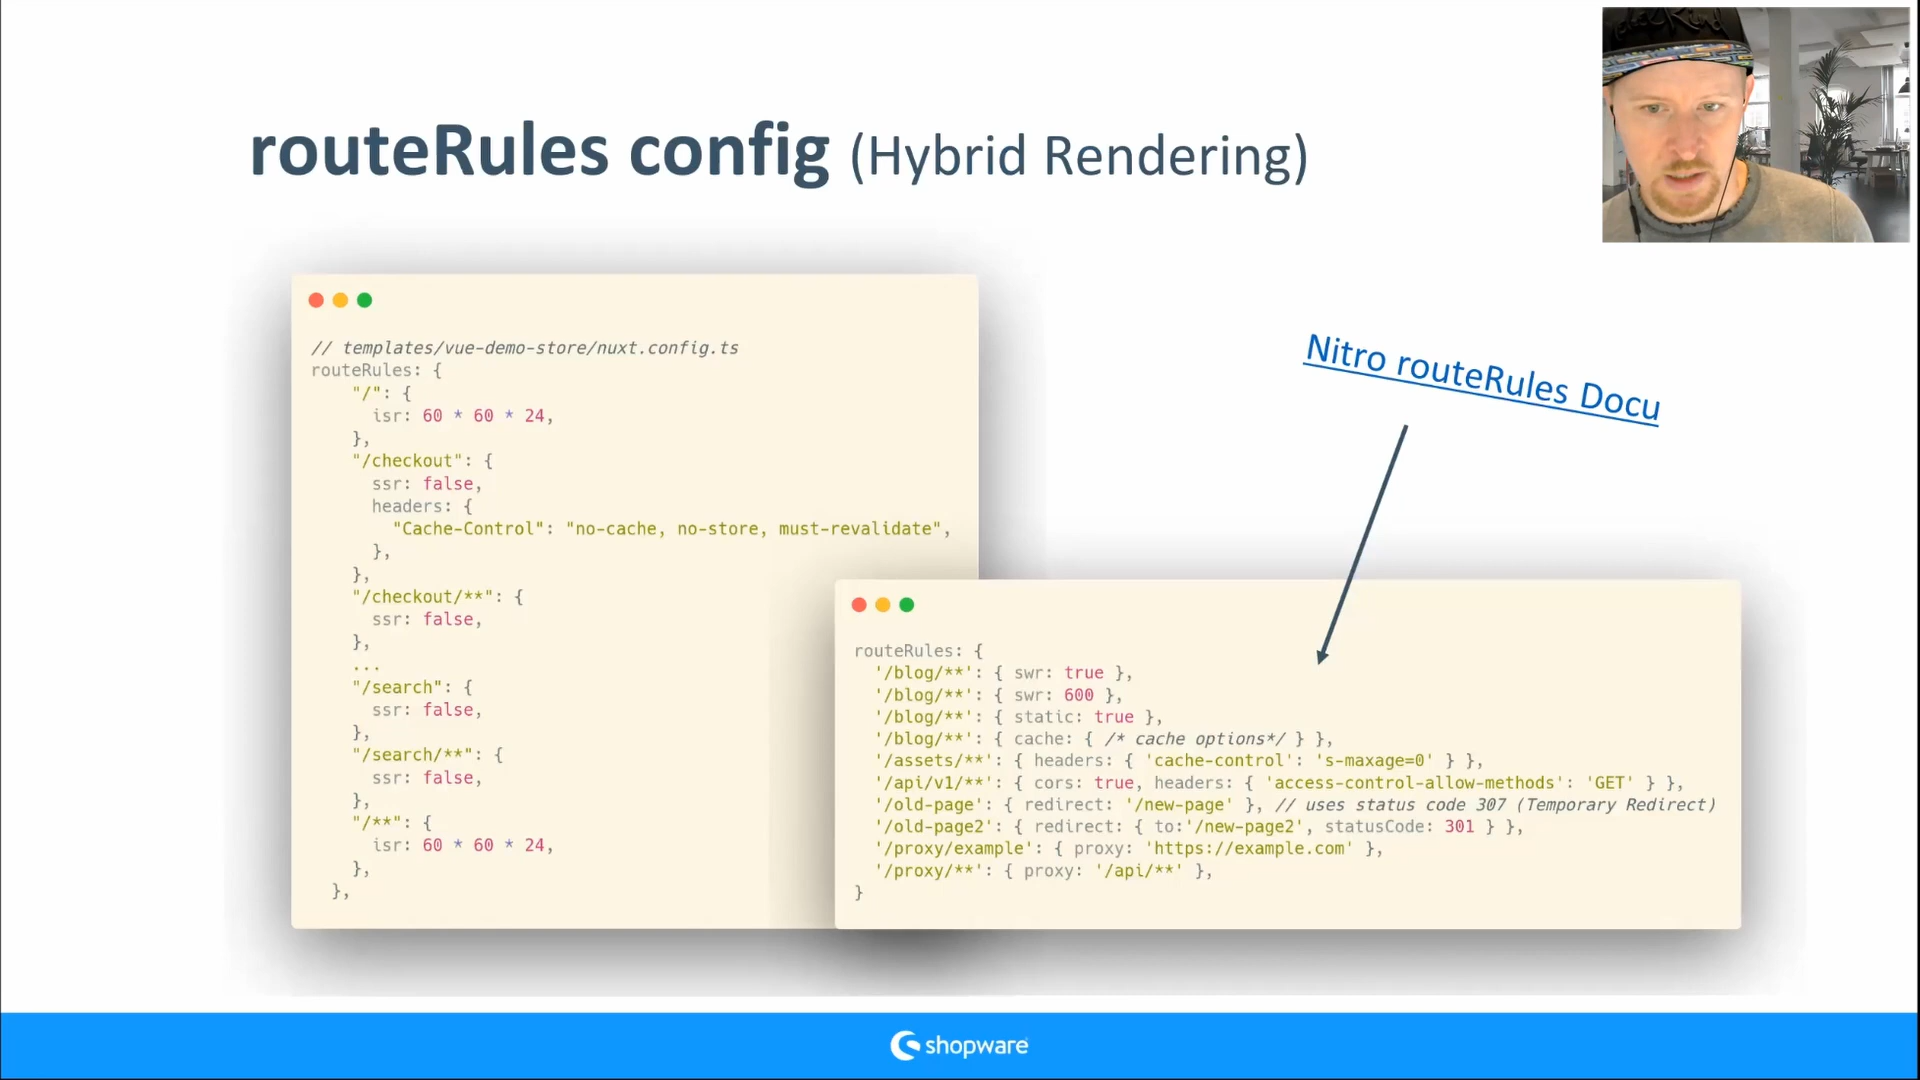 routeRules config (Hybrid Rendering)
// templates/vue-demo-store/nuxt.config.ts
routeRules: {
"/": {
isr: 60 * 60 * 24,
},
"/checkout": {
ssr: false,
headers: {
"Cache-Control": "no-cache, no-store, must-revalidate",
},
},
"/checkout/**": {
ssr: false,
},
...
"/search": {
ssr: false,
},
"/search/**": {
ssr: false,
},
"/**": {
isr: 60 * 60 * 24,
},
},
Nitro routeRules Docu
routeRules: {
'/blog/**': { swr: true },
'/blog/**': { swr: 600 },
'/blog/**': { static: true },
'/blog/**': { cache: { /* cache options*/ } },
'/assets/**': { headers: { 'cache-control': 's-maxage=0' } },
'/api/v1/**': { cors: true, headers: { 'access-control-allow-methods': 'GET' } },
'/old-page': { redirect: '/new-page' }, // uses status code 307 (Temporary Redirect)
'/old-page2': { redirect: { to:'/new-page2', statusCode: 301 } },
'/proxy/example': { proxy: 'https://example.com' },
'/proxy/**': { proxy: '/api/**' },
}
shopware